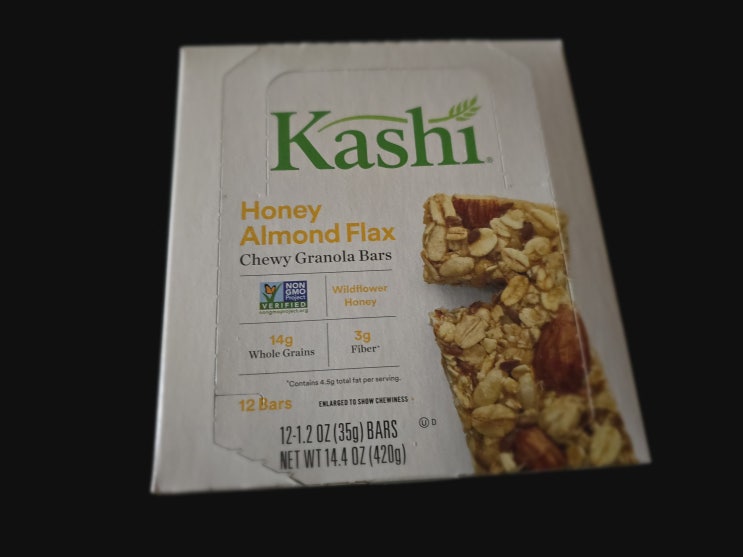 Kashi®
Honey
Almond Flax
Chewy Granola Bars
NON
GMO
Project
VERIFIED
nongmoproject.org
Wildflower
Honey
14g
Whole Grains
3g
Fiber*
*Contains 4.5g total fat per serving.
12 Bars
ENLARGED TO SHOW CHEWINESS
12-1.2 OZ (35g) BARS
NET WT 14.4 OZ (420g)
U D